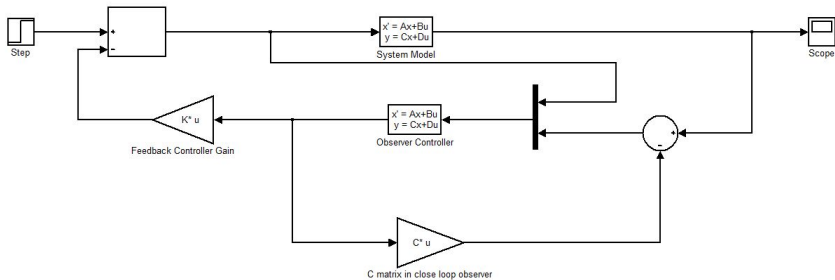 +
−
Step
x' = Ax+Bu
y = Cx+Du
System Model
Scope
K* u
Feedback Controller Gain
x' = Ax+Bu
y = Cx+Du
Observer Controller
+
−
C* u
C matrix in close loop observer